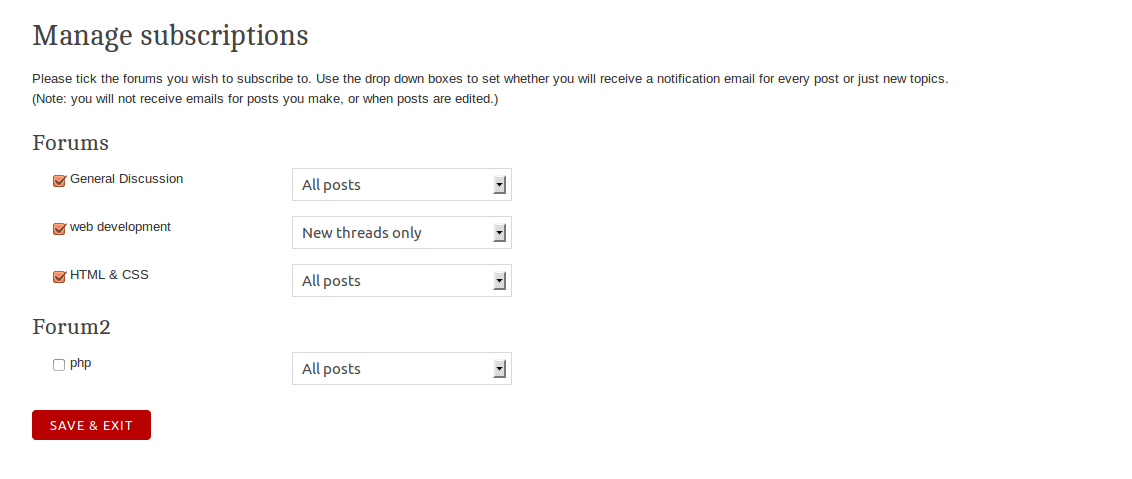 Manage subscriptions
Please tick the forums you wish to subscribe to. Use the drop down boxes to set whether you will receive a notification email for every post or just new topics.
(Note: you will not receive emails for posts you make, or when posts are edited.)
Forums
General Discussion All posts
web development New threads only
HTML & CSS All posts
Forum2
php All posts
SAVE & EXIT